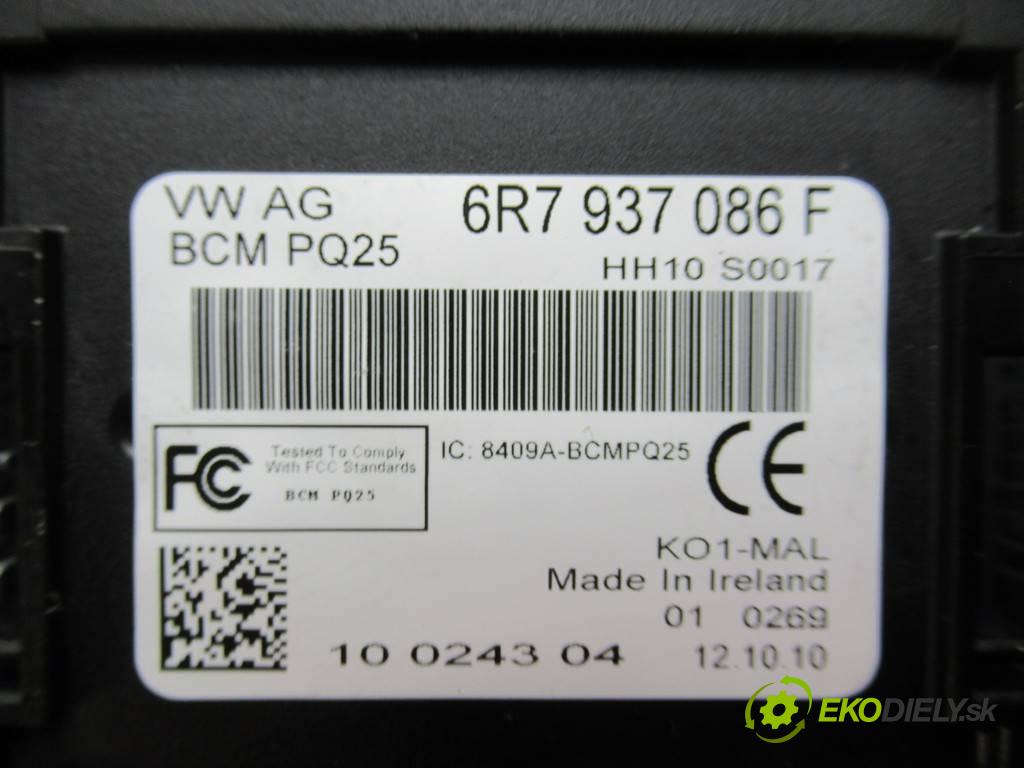 VW AG 6R7 937 086 F
BCM PQ25
HH10 S0017
FC
Tested To Comply
With FCC Standards
BCM PQ25
IC: 8409A-BCMPQ25
CE
KO1-MAL
Made In Ireland
01 0269
10 0243 04 12.10.10
EKODIELY.sk